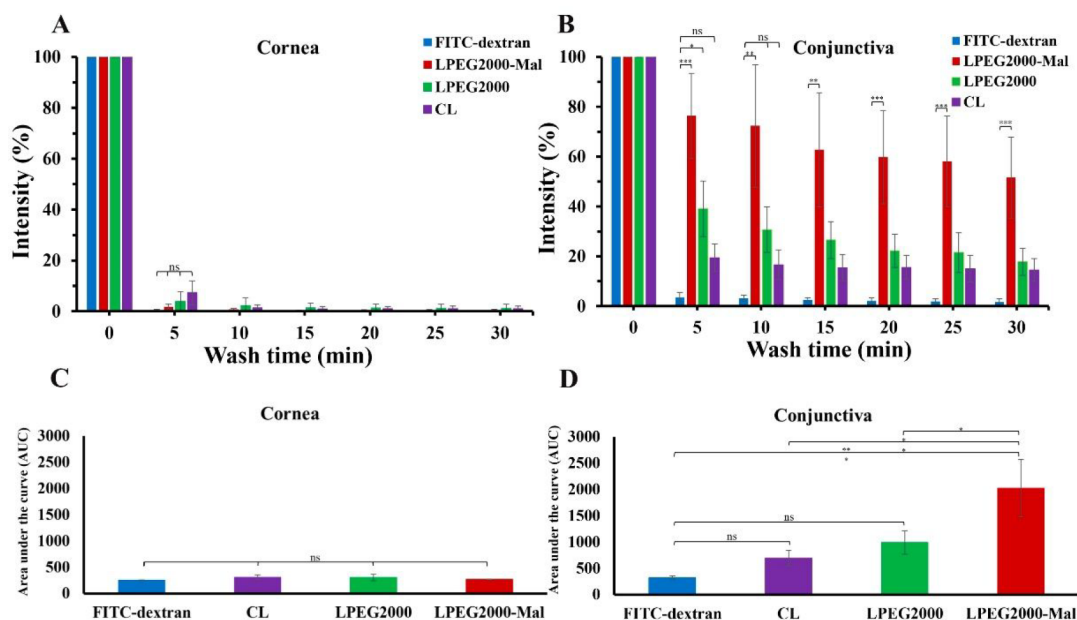 A
Cornea
FITC-dextran
LPEG2000-Mal
LPEG2000
CL
Intensity (%)
100
80
60
40
20
0
ns
0 5 10 15 20 25 30
Wash time (min)
B
Conjunctiva
FITC-dextran
LPEG2000-Mal
LPEG2000
CL
Intensity (%)
100
80
60
40
20
0
ns
*
***
ns
**
**
***
***
***
0 5 10 15 20 25 30
Wash time (min)
C
Cornea
Area under the curve (AUC)
3000
2500
2000
1500
1000
500
0
ns
FITC-dextran CL LPEG2000 LPEG2000-Mal
D
Conjunctiva
Area under the curve (AUC)
3000
2500
2000
1500
1000
500
0
*
*
** *
*
ns
ns
FITC-dextran CL LPEG2000 LPEG2000-Mal